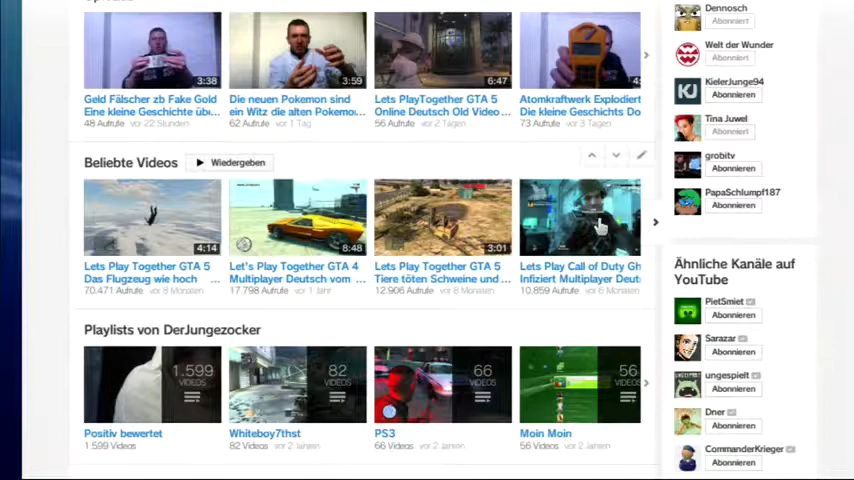 3:38
3:59
6:47
Geld Fälscher zb Fake Gold
Eine kleine Geschichte übe...
48 Aufrufe vor 22 Stunden
Die neuen Pokemon sind
ein Witz die alten Pokemo...
62 Aufrufe vor 1 Tag
Lets PlayTogether GTA 5
Online Deutsch Old Video ...
56 Aufrufe vor 2 Tagen
Atomkraftwerk Explodiert
Die kleine Geschichts Do
73 Aufrufe vor 3 Tagen
Beliebte Videos
Wiedergeben
4:14
8:48
3:01
Lets Play Together GTA 5
Das Flugzeug wie hoch ...
70.471 Aufrufe vor 8 Monaten
Let's Play Together GTA 4
Multiplayer Deutsch vom ...
17.798 Aufrufe vor 1 Jahr
Lets Play Together GTA 5
Tiere töten Schweine und ...
12.906 Aufrufe vor 8 Monaten
Lets Play Call of Duty Gh
Infiziert Multiplayer Deut
10.859 Aufrufe vor 6 Monaten
Playlists von DerJungezocker
1.599
VIDEOS
82
VIDEOS
66
VIDEOS
56
VIDEOS
Positiv bewertet
1.599 Videos
Whiteboy7thst
82 Videos vor 2 Jahren
PS3
66 Videos vor 2 Jahren
Moin Moin
56 Videos vor 2 Jahren
Dennosch
Abonniert
Welt der Wunder
Abonniert
KJ
KielerJunge94
Abonnieren
Tina Juwel
Abonniert
grobitv
Abonnieren
PapaSchlumpf187
Abonnieren
Ähnliche Kanäle auf
YouTube
PietSmiet
Abonnieren
Sarazar
Abonnieren
ungespielt
Abonnieren
Dner
Abonnieren
CommanderKrieger
Abonnieren